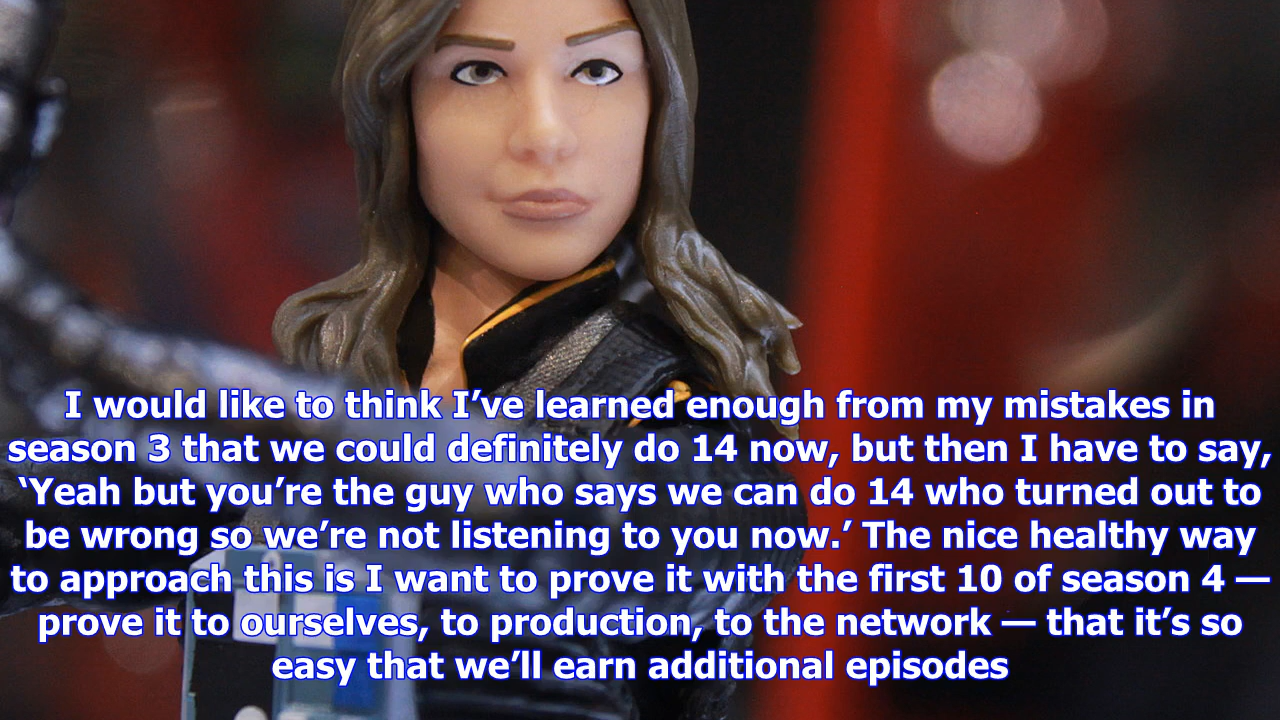 I would like to think I’ve learned enough from my mistakes in
season 3 that we could definitely do 14 now, but then I have to say,
‘Yeah but you’re the guy who says we can do 14 who turned out to
be wrong so we’re not listening to you now.’ The nice healthy way
to approach this is I want to prove it with the first 10 of season 4 —
prove it to ourselves, to production, to the network — that it’s so
easy that we’ll earn additional episodes